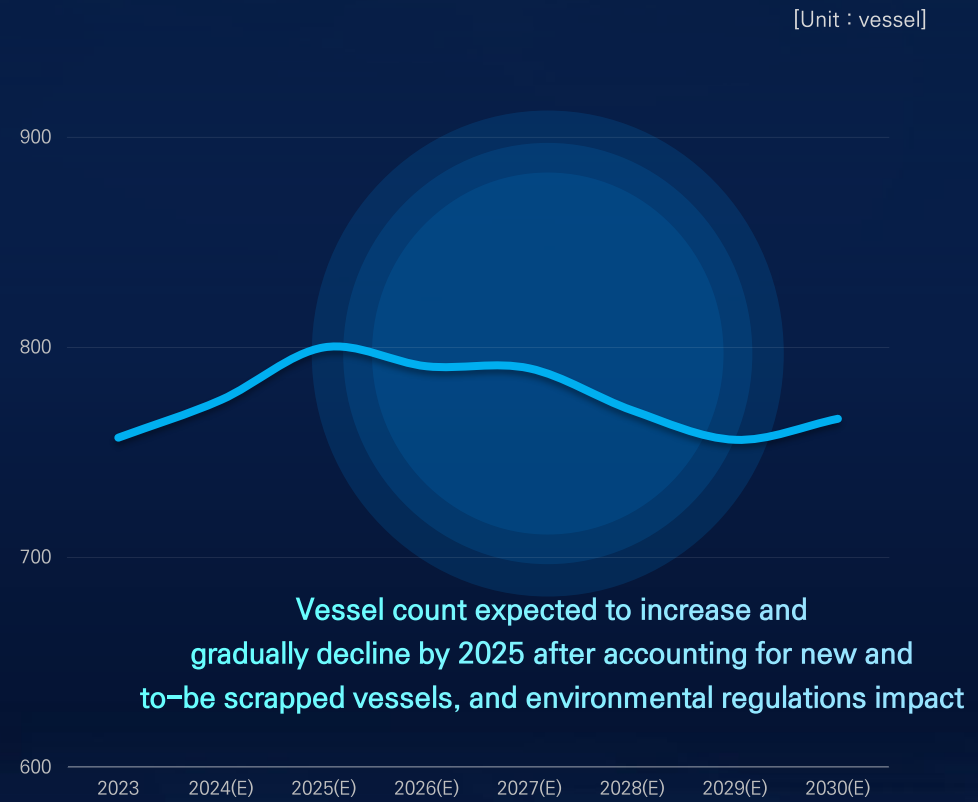 [Unit : vessel]
900
800
700
Vessel count expected to increase and
gradually decline by 2025 after accounting for new and
to-be scrapped vessels, and environmental regulations impact
600
2023 2024(E) 2025(E) 2026(E) 2027(E) 2028(E) 2029(E) 2030(E)